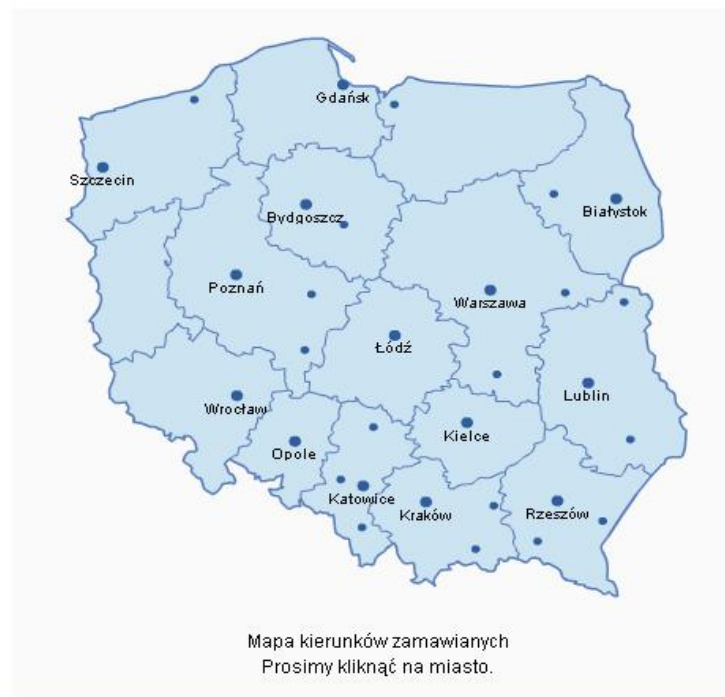 Gdańsk
Szczecin
Białystok
Bydgoszcz
Poznań
Warszawa
Łódź
Lublin
Wrocław
Kielce
Opole
Katowice
Kraków
Rzeszów
Mapa kierunków zamawianych
Prosimy kliknąć na miasto.